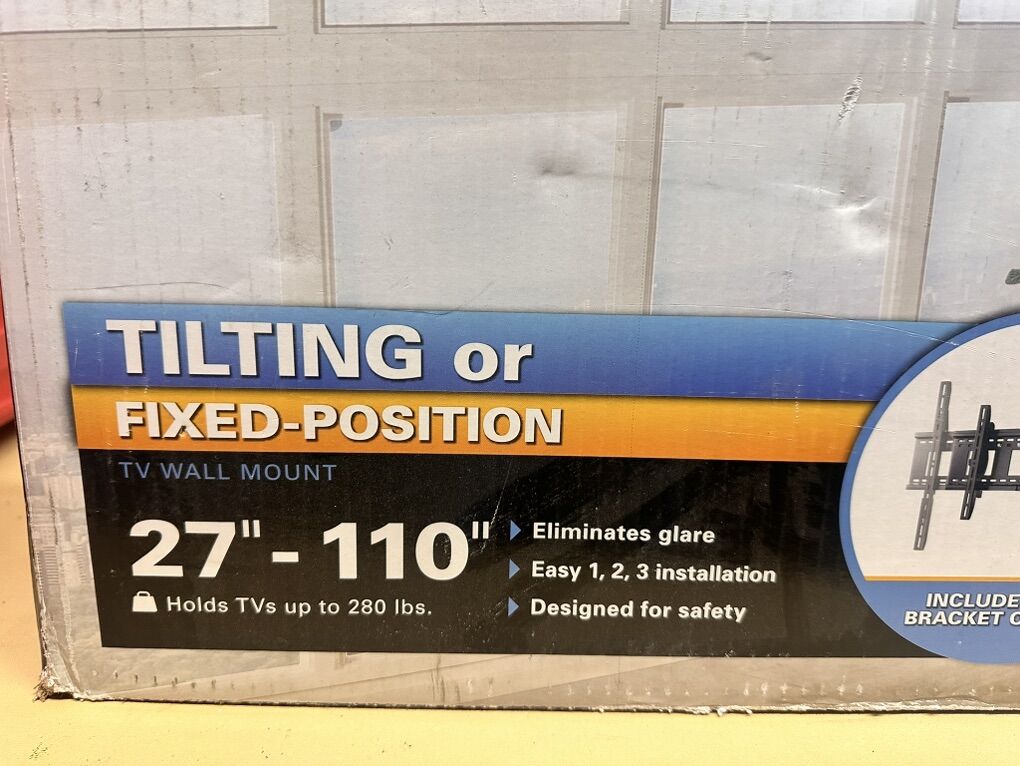 TILTING or
FIXED-POSITION
TV WALL MOUNT
27"- 110"
Holds TVs up to 280 lbs.
Eliminates glare
Easy 1, 2, 3 installation
Designed for safety
BRACKET